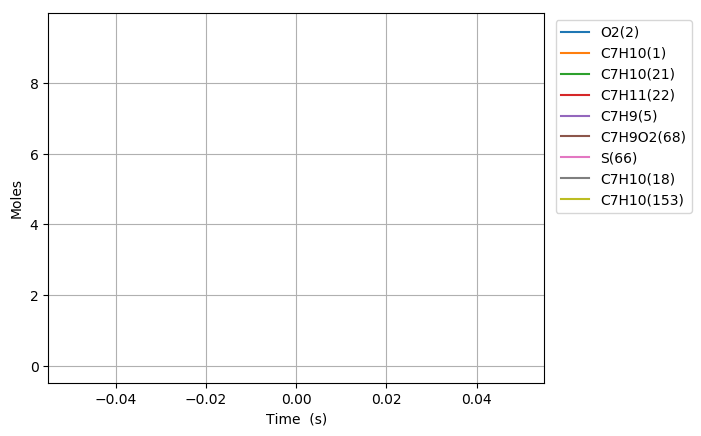 O2(2)
C7H10(1)
C7H10(21)
C7H11(22)
C7H9(5)
C7H9O2(68)
S(66)
C7H10(18)
C7H10(153)
Moles
8
6
4
2
0
−0.04
−0.02
0.00
0.02
0.04
Time (s)